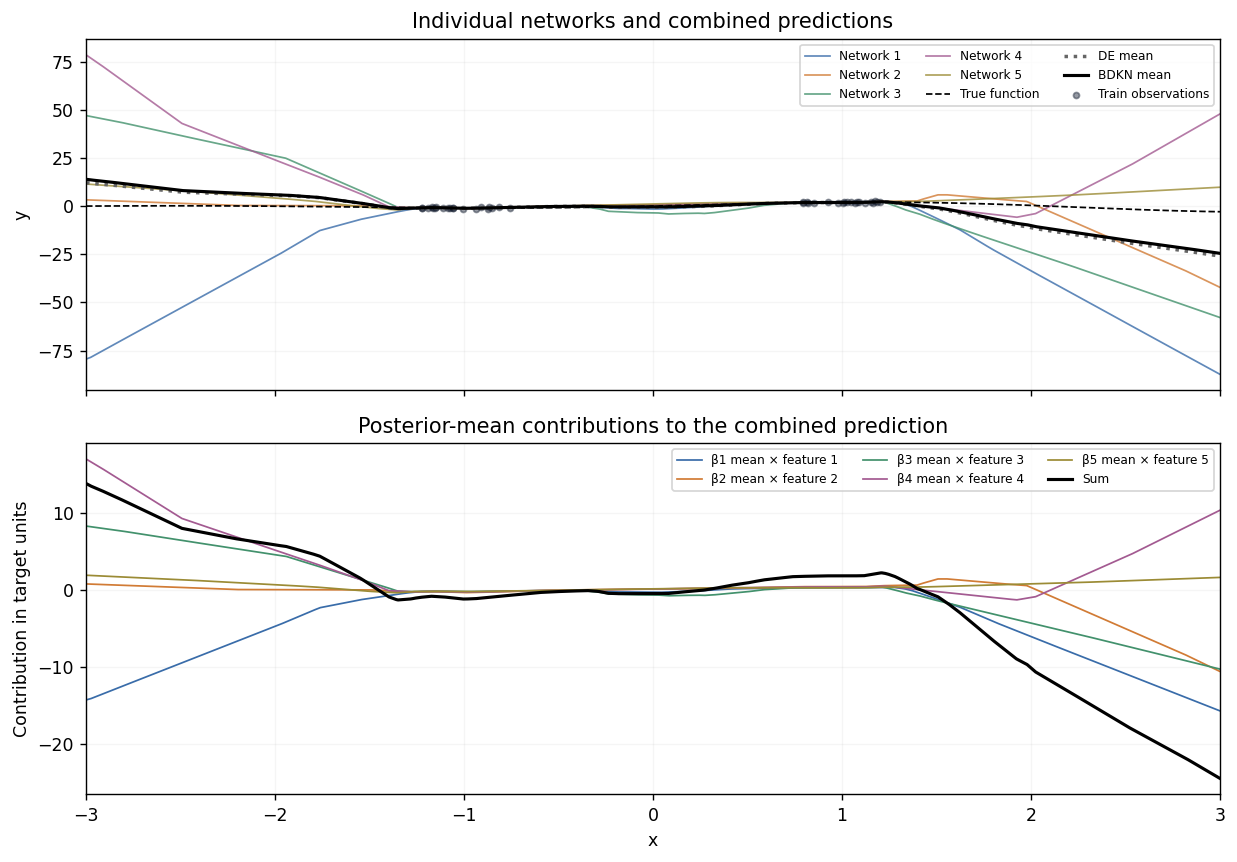 Individual networks and combined predictions
75
50
25
0
−25
−50
−75
y
Network 1 Network 4 DE mean
Network 2 Network 5 BDKN mean
Network 3 True function Train observations
Posterior-mean contributions to the combined prediction
β1 mean × feature 1 β3 mean × feature 3 β5 mean × feature 5
β2 mean × feature 2 β4 mean × feature 4 Sum
10
0
−10
−20
Contribution in target units
−3 −2 −1 0 1 2 3
x